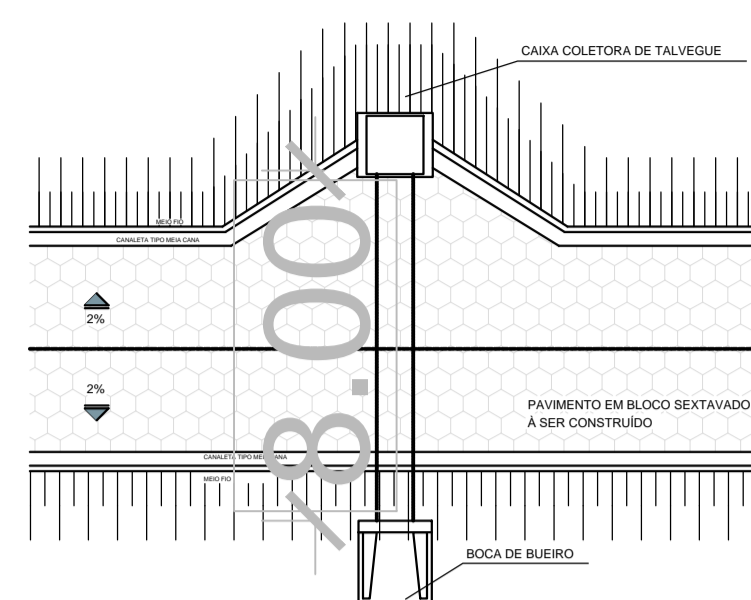 CAIXA COLETORA DE TALVEGUE
MEIO FIO
CANALETA TIPO MEIA CANA
2%
8.00
2%
PAVIMENTO EM BLOCO SEXTAVADO
À SER CONSTRUÍDO
CANALETA TIPO MEIA CANA
MEIO FIO
BOCA DE BUEIRO